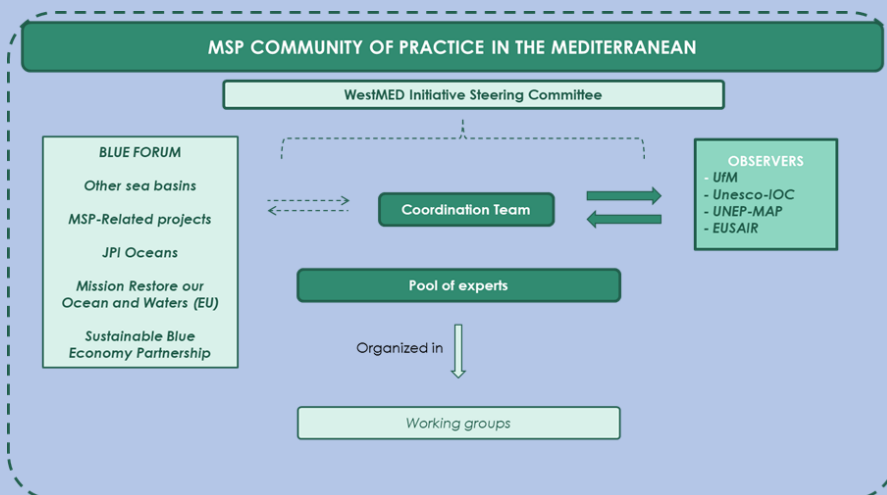 MSP COMMUNITY OF PRACTICE IN THE MEDITERRANEAN
WestMED Initiative Steering Committee
BLUE FORUM
Other sea basins
MSP-Related projects
JPI Oceans
Mission Restore our
Ocean and Waters (EU)
Sustainable Blue
Economy Partnership
Coordination Team
OBSERVERS
- UfM
- Unesco-IOC
- UNEP-MAP
- EUSAIR
Pool of experts
Organized in
Working groups